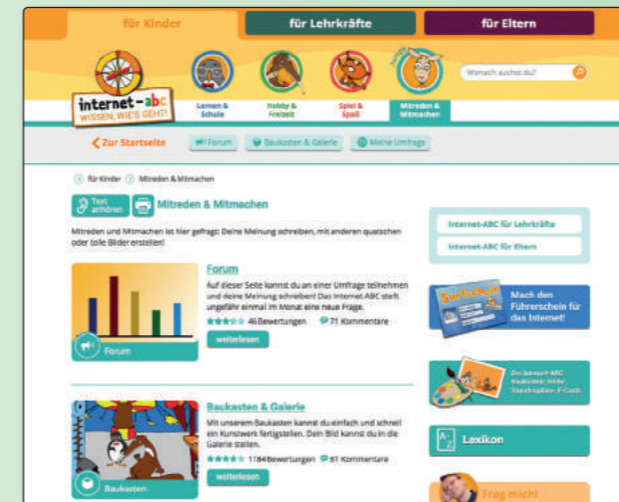 für Kinder
für Lehrkräfte
für Eltern
internet-abc
WISSEN, WIE'S GEHT!
Lernen &
Schule
Hobby &
Freizeit
Spiel &
Spaß
Mitreden &
Mitmachen
Wonach suchst du?
Zur Startseite
Forum
Baukasten & Galerie
Meine Umfrage
für Kinder
Mitreden & Mitmachen
Text
anhören
Mitreden & Mitmachen
Mitreden und Mitmachen ist hier gefragt: Deine Meinung schreiben, mit anderen quatschen
oder tolle Bilder erstellen!
Internet-ABC für Lehrkräfte
Internet-ABC für Eltern
Forum
Auf dieser Seite kannst du an einer Umfrage teilnehmen
und deine Meinung schreiben! Das Internet-ABC stellt
ungefähr einmal im Monat eine neue Frage.
46 Bewertungen
71 Kommentare
weiterlesen
Forum
Surfschein
Mach den
Führerschein für
das Internet!
Baukasten & Galerie
Mit unserem Baukasten kannst du einfach und schnell
ein Kunstwerk fertigstellen. Dein Bild kannst du in die
Galerie stellen.
1184 Bewertungen
81 Kommentare
weiterlesen
Baukasten
Lexikon
Frag mich!